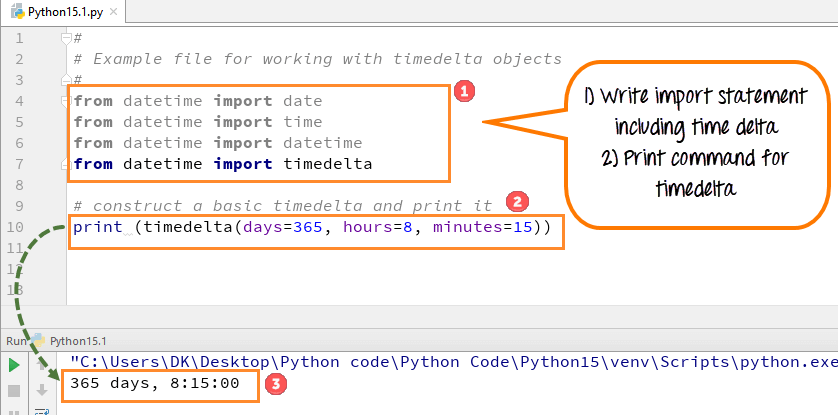 Python15.1.py ×
1 #
2 # Example file for working with timedelta objects
3 #
4 from datetime import date
5 from datetime import time
6 from datetime import datetime
7 from datetime import timedelta
8
9 # construct a basic timedelta and print it
10 print (timedelta(days=365, hours=8, minutes=15))
11
12
13
1
2
1) Write import statement
including time delta
2) Print command for
timedelta
Run Python15.1
"C:\Users\DK\Desktop\Python code\Python Code\Python15\venv\Scripts\python.exe
365 days, 8:15:00
3